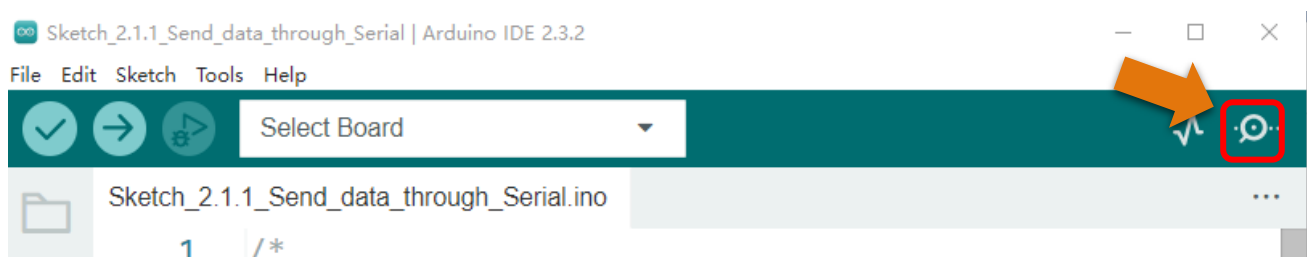 Sketch_2.1.1_Send_data_through_Serial | Arduino IDE 2.3.2
File Edit Sketch Tools Help
Select Board
Sketch_2.1.1_Send_data_through_Serial.ino
1 /*